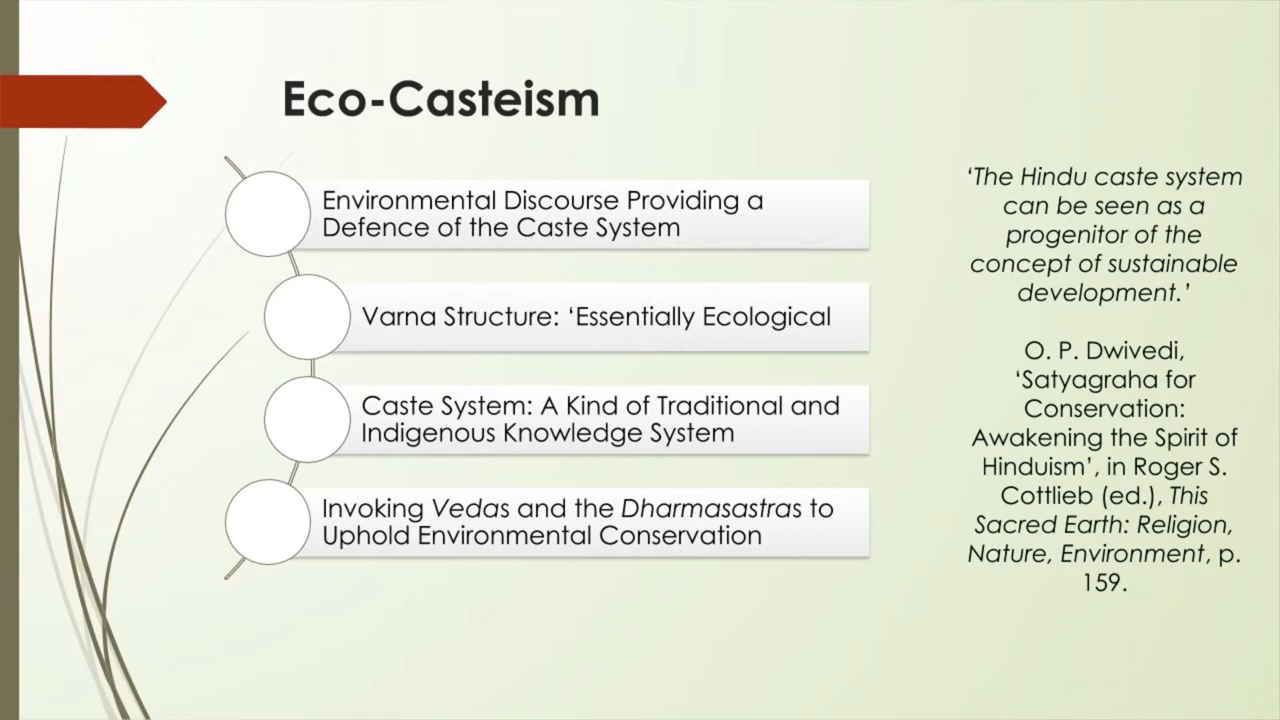 Eco-Casteism
Environmental Discourse Providing a
Defence of the Caste System
Varna Structure: ‘Essentially Ecological
Caste System: A Kind of Traditional and
Indigenous Knowledge System
Invoking Vedas and the Dharmasastras to
Uphold Environmental Conservation
‘The Hindu caste system
can be seen as a
progenitor of the
concept of sustainable
development.’
O. P. Dwivedi,
‘Satyagraha for
Conservation:
Awakening the Spirit of
Hinduism’, in Roger S.
Cottlieb (ed.), This
Sacred Earth: Religion,
Nature, Environment, p.
159.